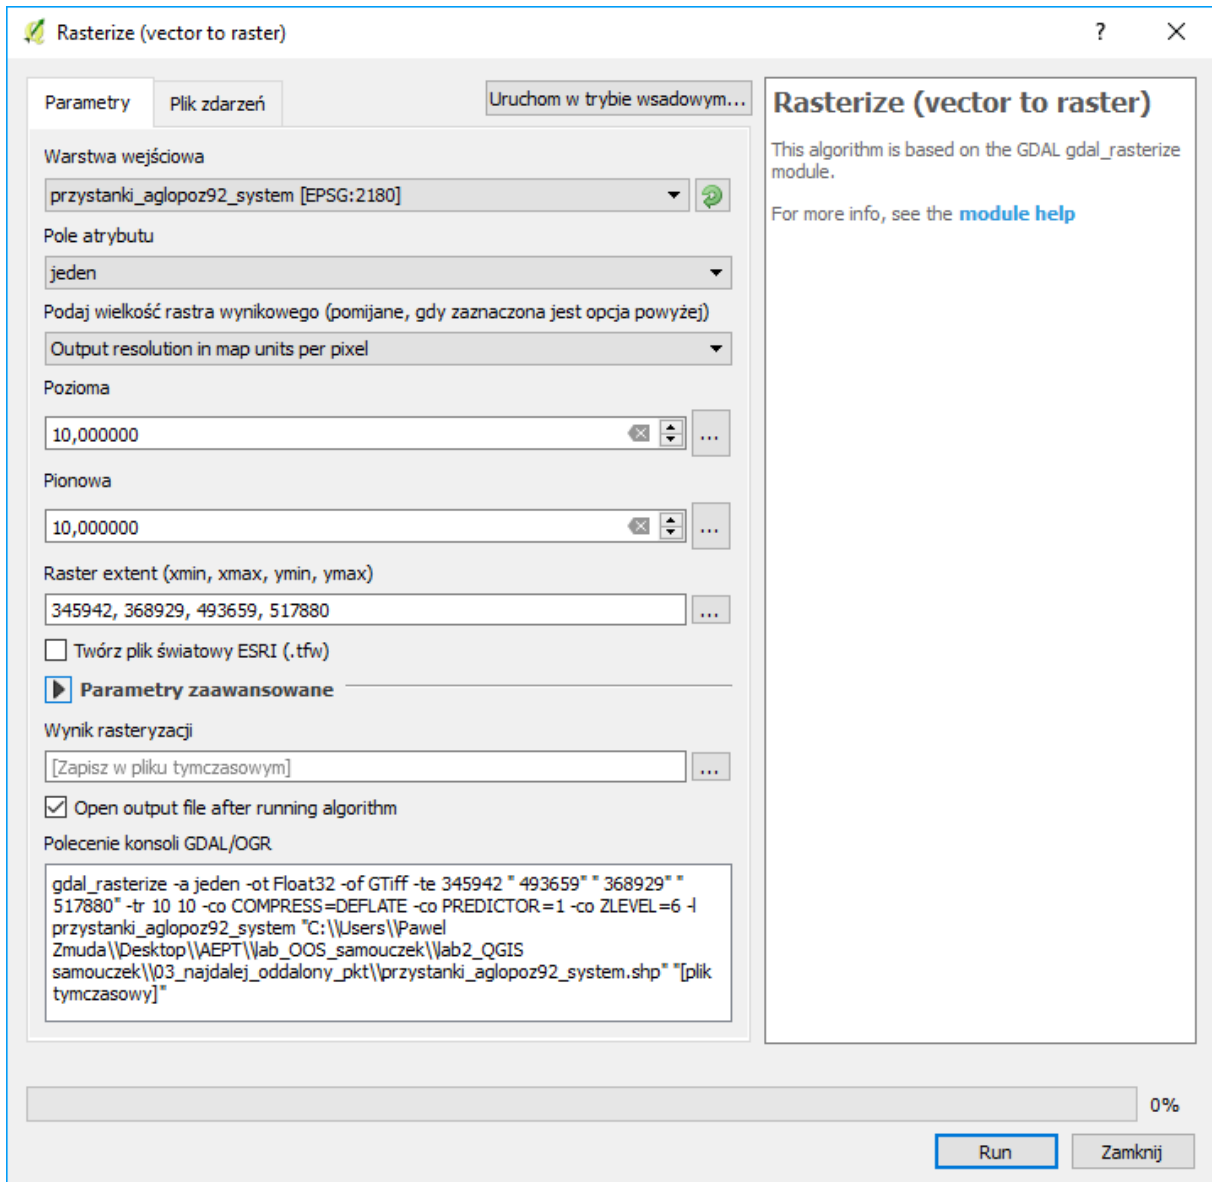 Rasterize (vector to raster)
?
Parametry
Plik zdarzeń
Uruchom w trybie wsadowym...
Warstwa wejściowa
przystanki_aglopoz92_system [EPSG:2180]
Pole atrybutu
jeden
Podaj wielkość rastra wynikowego (pomijane, gdy zaznaczona jest opcja powyżej)
Output resolution in map units per pixel
Pozioma
10,000000
...
Pionowa
10,000000
...
Raster extent (xmin, xmax, ymin, ymax)
345942, 368929, 493659, 517880
...
Twórz plik światowy ESRI (.tfw)
Parametry zaawansowane
Wynik rasteryzacji
[Zapisz w pliku tymczasowym]
...
Open output file after running algorithm
Polecenie konsoli GDAL/OGR
gdal_rasterize -a jeden -ot Float32 -of GTiff -te 345942 " 493659" " 368929" "
517880" -tr 10 10 -co COMPRESS=DEFLATE -co PREDICTOR=1 -co ZLEVEL=6 -l
przystanki_aglopoz92_system "C:\\Users\\Pawel
Zmuda\\Desktop\\AEPT\\lab_OOS_samouczek\\lab2_QGIS
samouczek\\03_najdalej_oddalony_pkt\\przystanki_aglopoz92_system.shp" "[plik
tymczasowy]"
Rasterize (vector to raster)
This algorithm is based on the GDAL gdal_rasterize
module.
For more info, see the module help
0%
Run
Zamknij